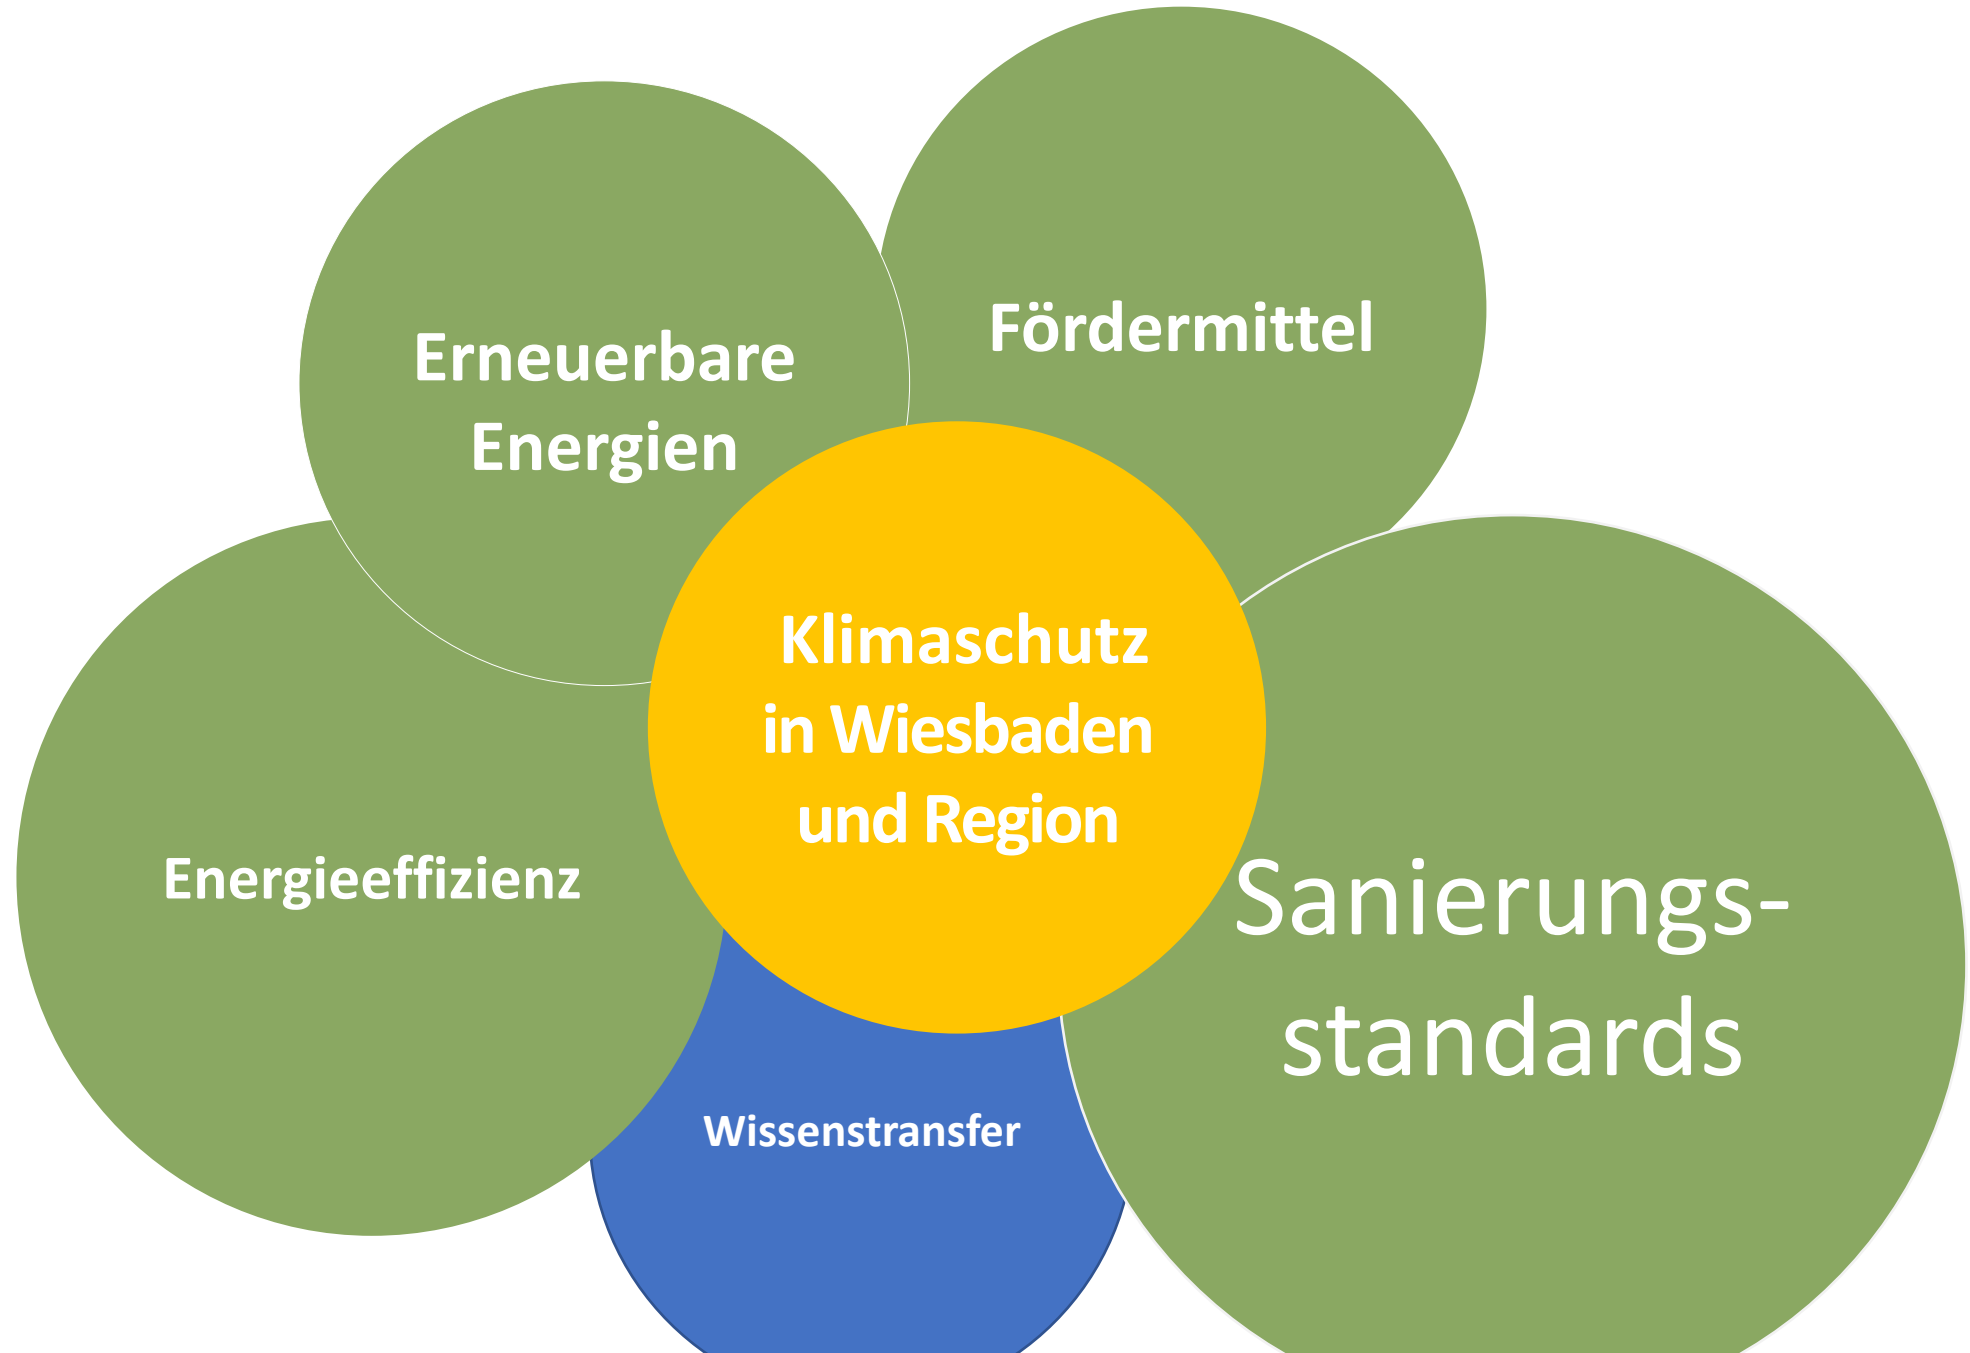 Fördermittel
Erneuerbare
Energien
Klimaschutz
in Wiesbaden
und Region
Energieeffizienz
Sanierungs-
standards
Wissenstransfer